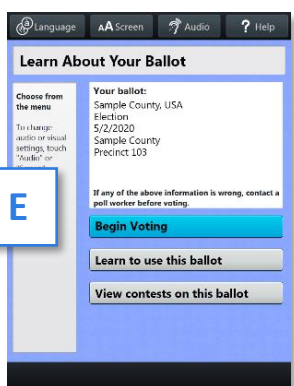 Language AA Screen Audio ? Help
Learn About Your Ballot
Choose from
the menu
To change
audio or visual
settings, touch
"Audio" or
E
Your ballot:
Sample County, USA
Election
5/2/2020
Sample County
Precinct 103
If any of the above information is wrong, contact a
poll worker before voting.
Begin Voting
Learn to use this ballot
View contests on this ballot